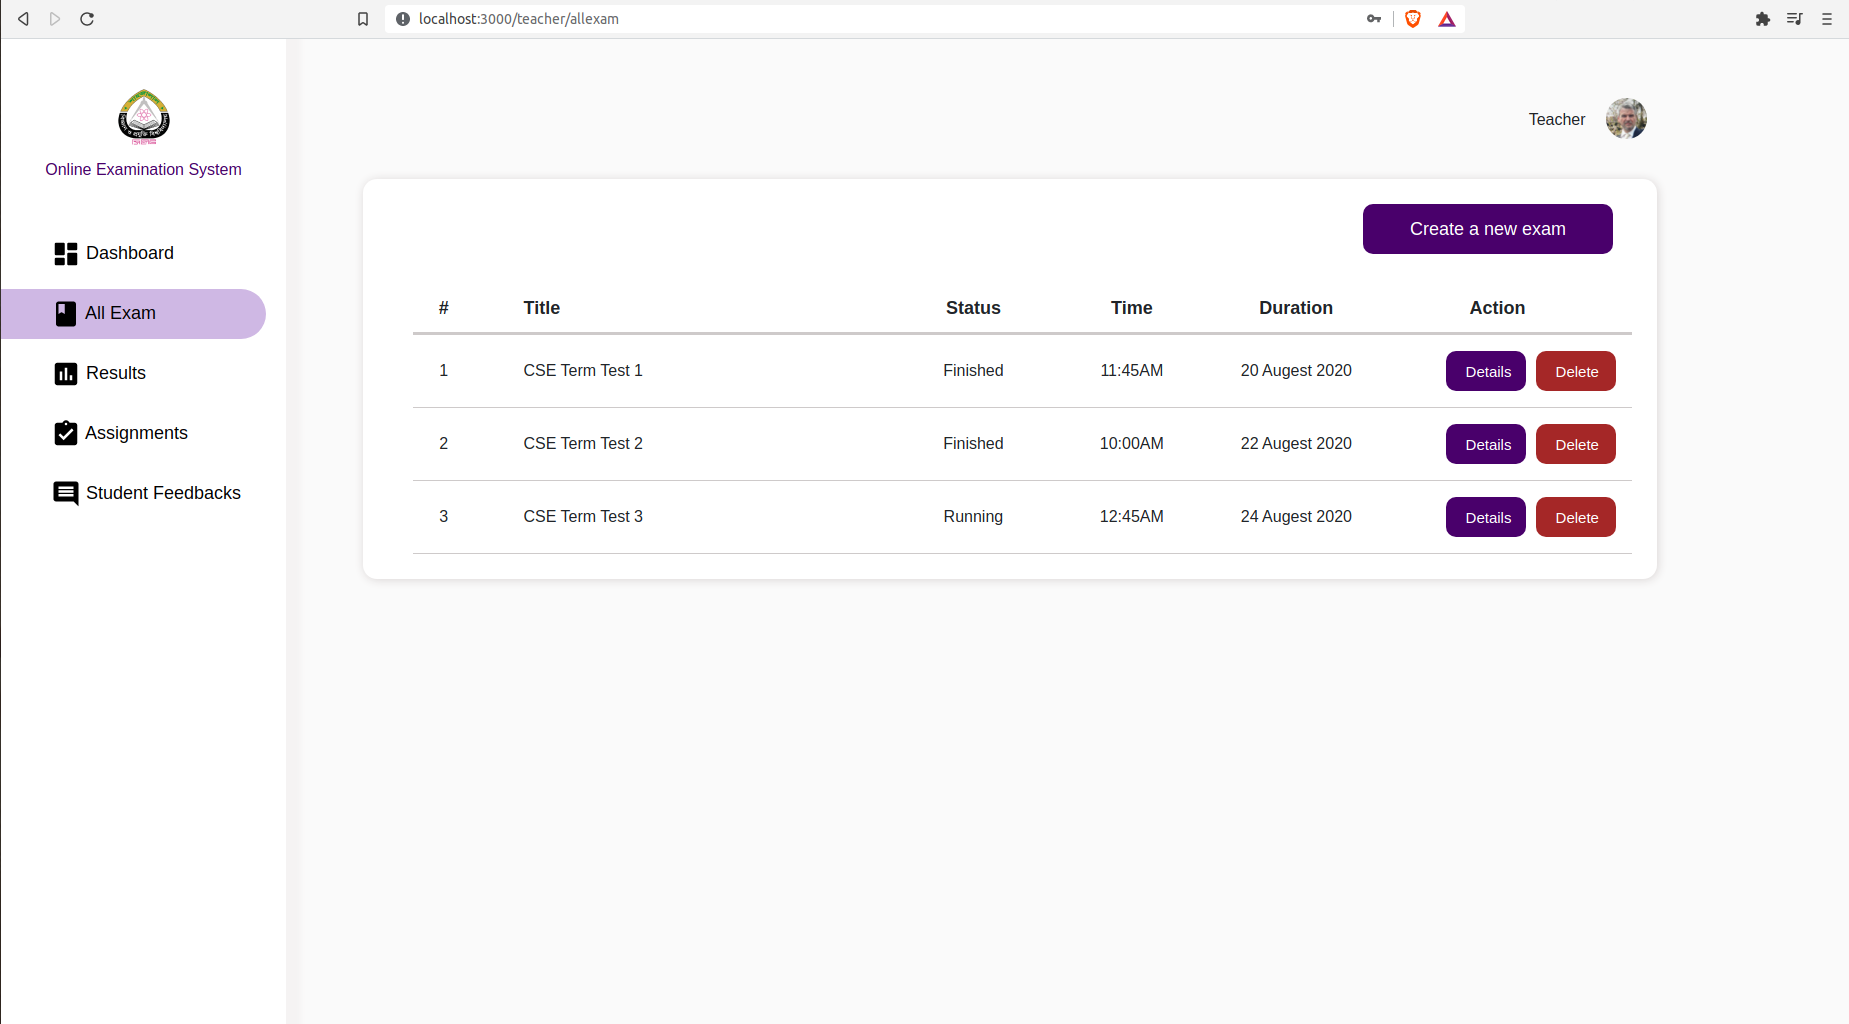 localhost:3000/teacher/allexam
Online Examination System
Dashboard
All Exam
Results
Assignments
Student Feedbacks
Teacher
Create a new exam
# Title Status Time Duration Action
1 CSE Term Test 1 Finished 11:45AM 20 Augest 2020 Details Delete
2 CSE Term Test 2 Finished 10:00AM 22 Augest 2020 Details Delete
3 CSE Term Test 3 Running 12:45AM 24 Augest 2020 Details Delete